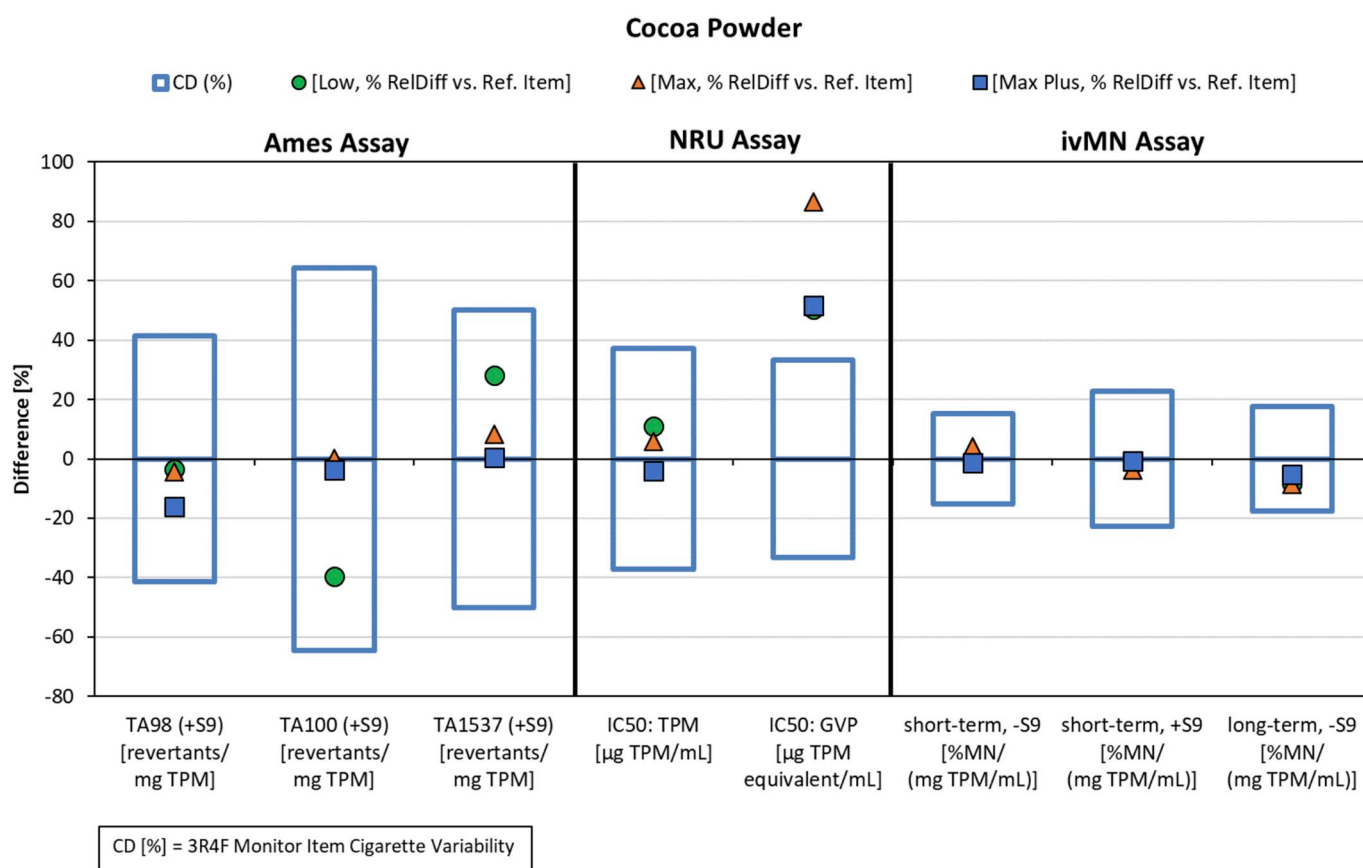 Cocoa Powder
CD (%) [Low, % RelDiff vs. Ref. Item] [Max, % RelDiff vs. Ref. Item] [Max Plus, % RelDiff vs. Ref. Item]
Ames Assay NRU Assay ivMN Assay
Difference [%]
100
80
60
40
20
0
-20
-40
-60
-80
TA98 (+S9) TA100 (+S9) TA1537 (+S9) IC50: TPM IC50: GVP short-term, -S9 short-term, +S9 long-term, -S9
[revertants/ [revertants/ [revertants/ [µg TPM/mL] [µg TPM [%MN/ [%MN/ [%MN/
mg TPM] mg TPM] mg TPM] equivalent/mL] (mg TPM/mL)] (mg TPM/mL)] (mg TPM/mL)]
CD [%] = 3R4F Monitor Item Cigarette Variability